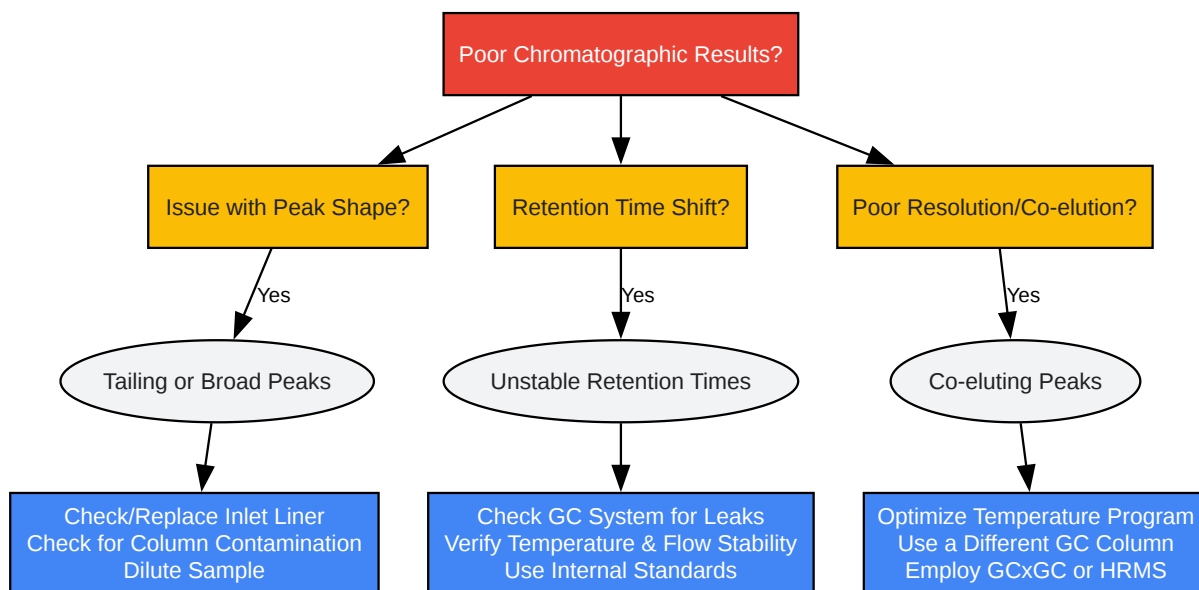 Poor Chromatographic Results?
Issue with Peak Shape?
Retention Time Shift?
Poor Resolution/Co-elution?
Yes
Yes
Yes
Tailing or Broad Peaks
Unstable Retention Times
Co-eluting Peaks
Check/Replace Inlet Liner
Check for Column Contamination
Dilute Sample
Check GC System for Leaks
Verify Temperature & Flow Stability
Use Internal Standards
Optimize Temperature Program
Use a Different GC Column
Employ GCxGC or HRMS